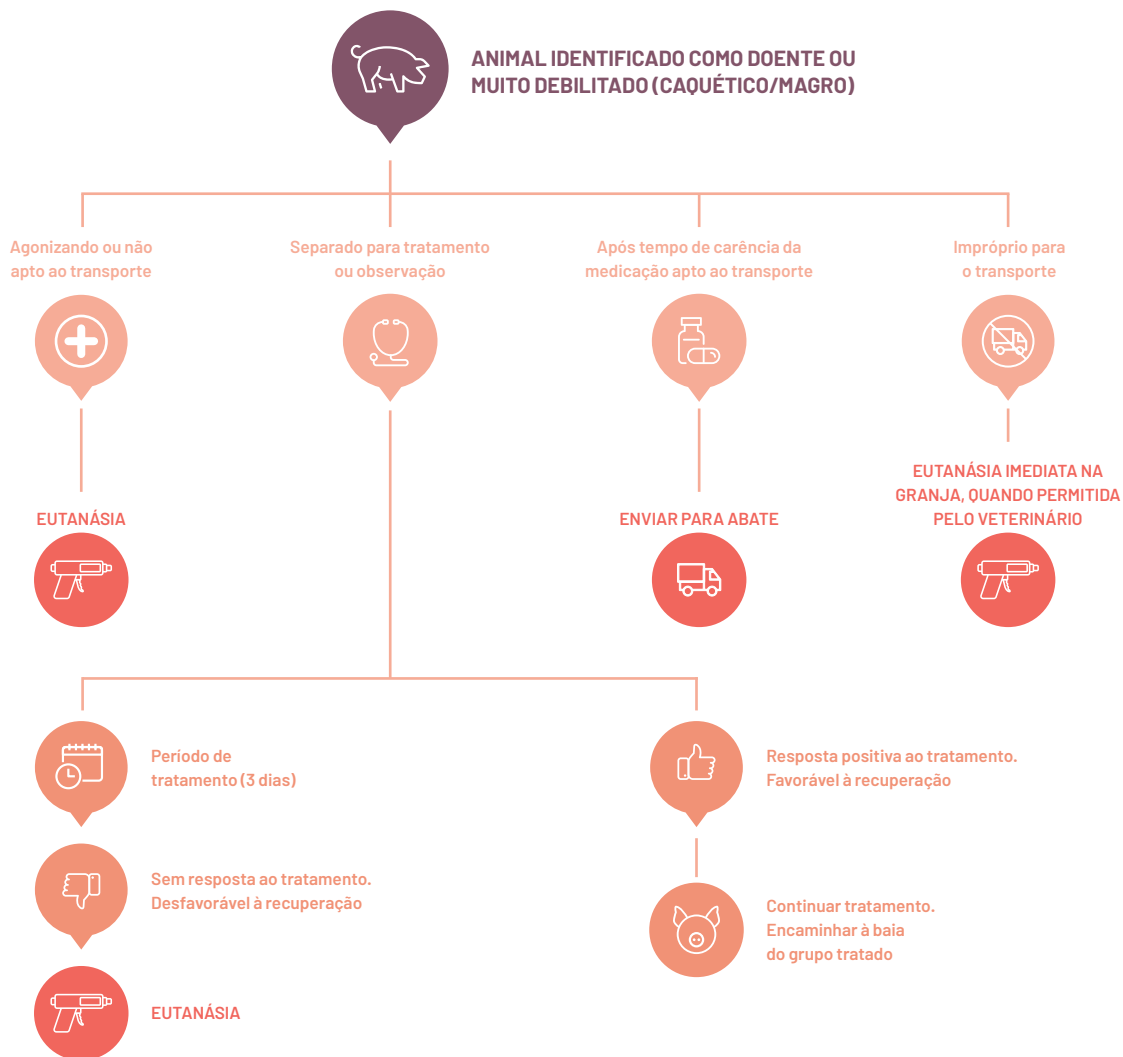 ANIMAL IDENTIFICADO COMO DOENTE OU
MUITO DEBILITADO (CAQUÉTICO/MAGRO)
Agonizando ou não
apto ao transporte
Separado para tratamento
ou observação
Após tempo de carência da
medicação apto ao transporte
Impróprio para
o transporte
EUTANÁSIA
ENVIAR PARA ABATE
EUTANÁSIA IMEDIATA NA
GRANJA, QUANDO PERMITIDA
PELO VETERINÁRIO
Período de
tratamento (3 dias)
Sem resposta ao tratamento.
Desfavorável à recuperação
EUTANÁSIA
Resposta positiva ao tratamento.
Favorável à recuperação
Continuar tratamento.
Encaminhar à baia
do grupo tratado